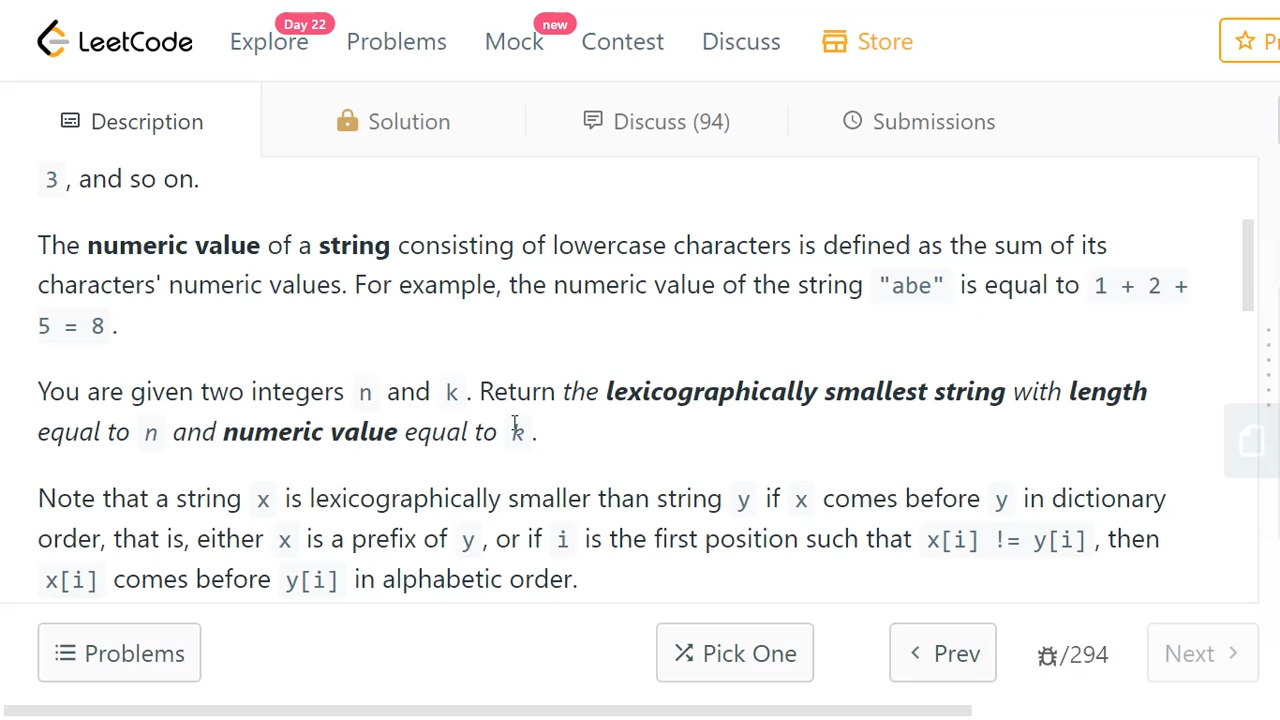 LeetCode
Explore
Day 22
Problems
Mock
new
Contest
Discuss
Store
Description
Solution
Discuss (94)
Submissions
3 , and so on.
The numeric value of a string consisting of lowercase characters is defined as the sum of its
characters' numeric values. For example, the numeric value of the string "abe" is equal to 1 + 2 +
5 = 8 .
You are given two integers n and k . Return the lexicographically smallest string with length
equal to n and numeric value equal to k .
Note that a string x is lexicographically smaller than string y if x comes before y in dictionary
order, that is, either x is a prefix of y , or if i is the first position such that x[i] != y[i] , then
x[i] comes before y[i] in alphabetic order.
Problems
Pick One
Prev
/294
Next